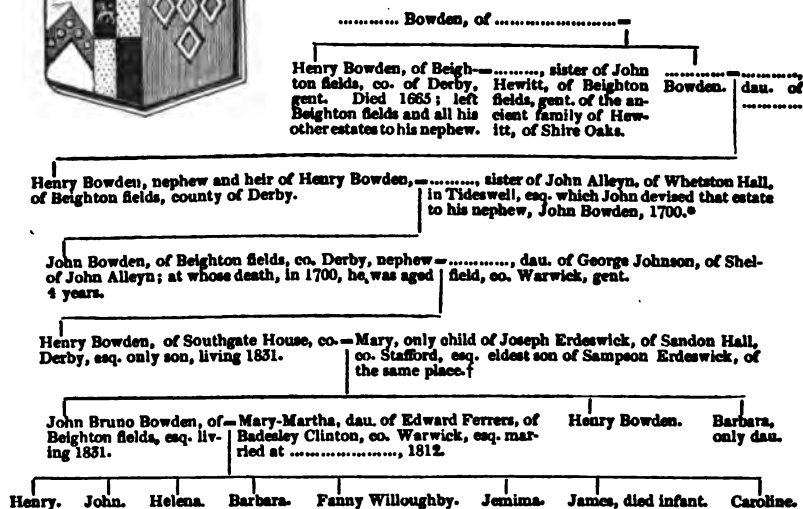 ............ Bowden, of ........................=
Henry Bowden, of Beigh-=.........., sister of John
ton fields, co. of Derby, Hewitt, of Beighton
gent. Died 1665; left fields, gent. of the an-
Beighton fields and all his cient family of Hew-
other estates to his nephew. itt, of Shire Oaks.
............=............,
Bowden. dau. of
............
Henry Bowden, nephew and heir of Henry Bowden,=.........., sister of John Alleyn, of Whetston Hall,
of Beighton fields, county of Derby. in Tideswell, esq. which John devised that estate
to his nephew, John Bowden, 1700.*
John Bowden, of Beighton fields, co. Derby, nephew=............., dau. of George Johnson, of Shel-
of John Alleyn; at whose death, in 1700, he was aged field, co. Warwick, gent.
4 years.
Henry Bowden, of Southgate House, co.=Mary, only child of Joseph Erdeswick, of Sandon Hall,
Derby, esq. only son, living 1831. co. Stafford, esq. eldest son of Sampson Erdeswick, of
the same place.†
John Bruno Bowden, of=Mary-Martha, dau. of Edward Ferrers, of Henry Bowden. Barbara,
Beighton fields, esq. liv- Badesley Clinton, co. Warwick, esq. mar- only dau.
ing 1831. ried at ...................., 1812.
Henry. John. Helena. Barbara. Fanny Willoughby. Jemima. James, died infant. Caroline.